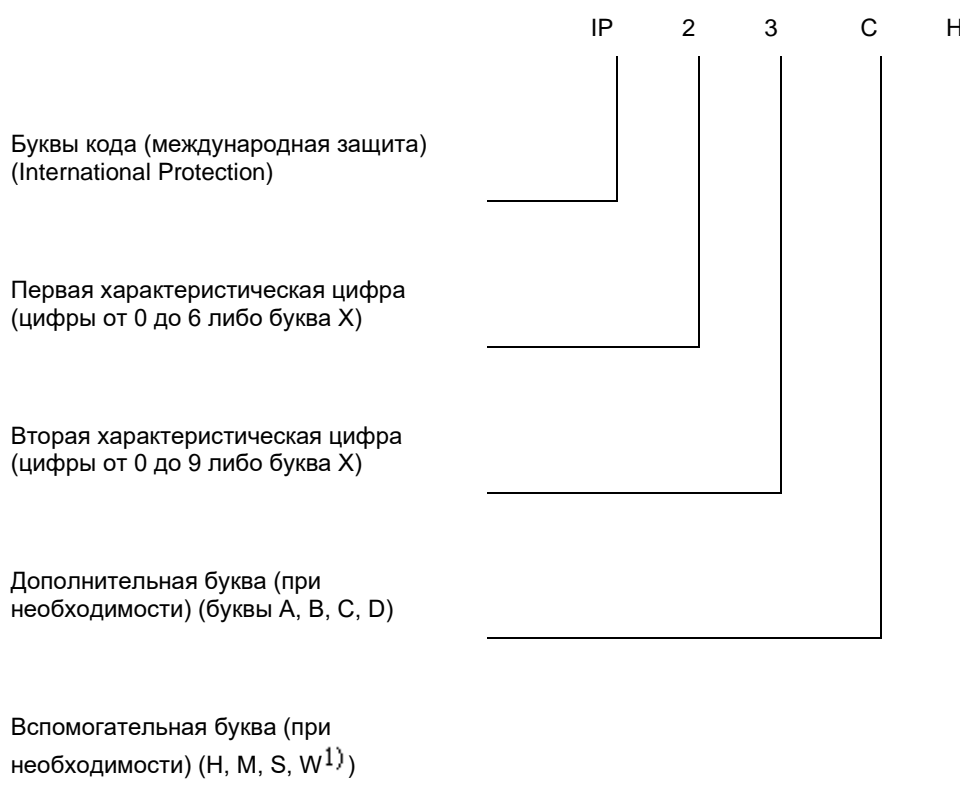 IP 2 3 C H
Буквы кода (международная защита)
(International Protection)
Первая характеристическая цифра
(цифры от 0 до 6 либо буква X)
Вторая характеристическая цифра
(цифры от 0 до 9 либо буква X)
Дополнительная буква (при
необходимости) (буквы A, B, C, D)
Вспомогательная буква (при
необходимости) (H, M, S, W1))